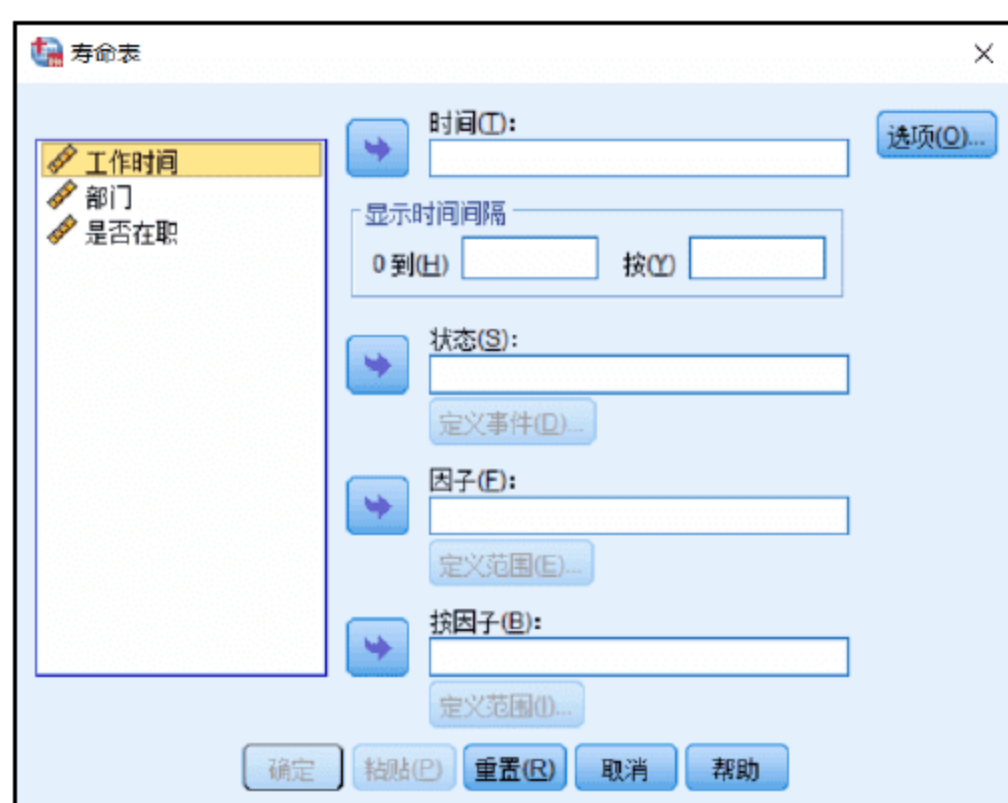 寿命表
时间(T)：
选项(O)...
工作时间
部门
是否在职
显示时间间隔
0 到(H) 按(Y)
状态(S)：
定义事件(D)...
因子(F)：
定义范围(E)...
按因子(B)：
定义范围(I)...
确定 粘贴(P) 重置(R) 取消 帮助